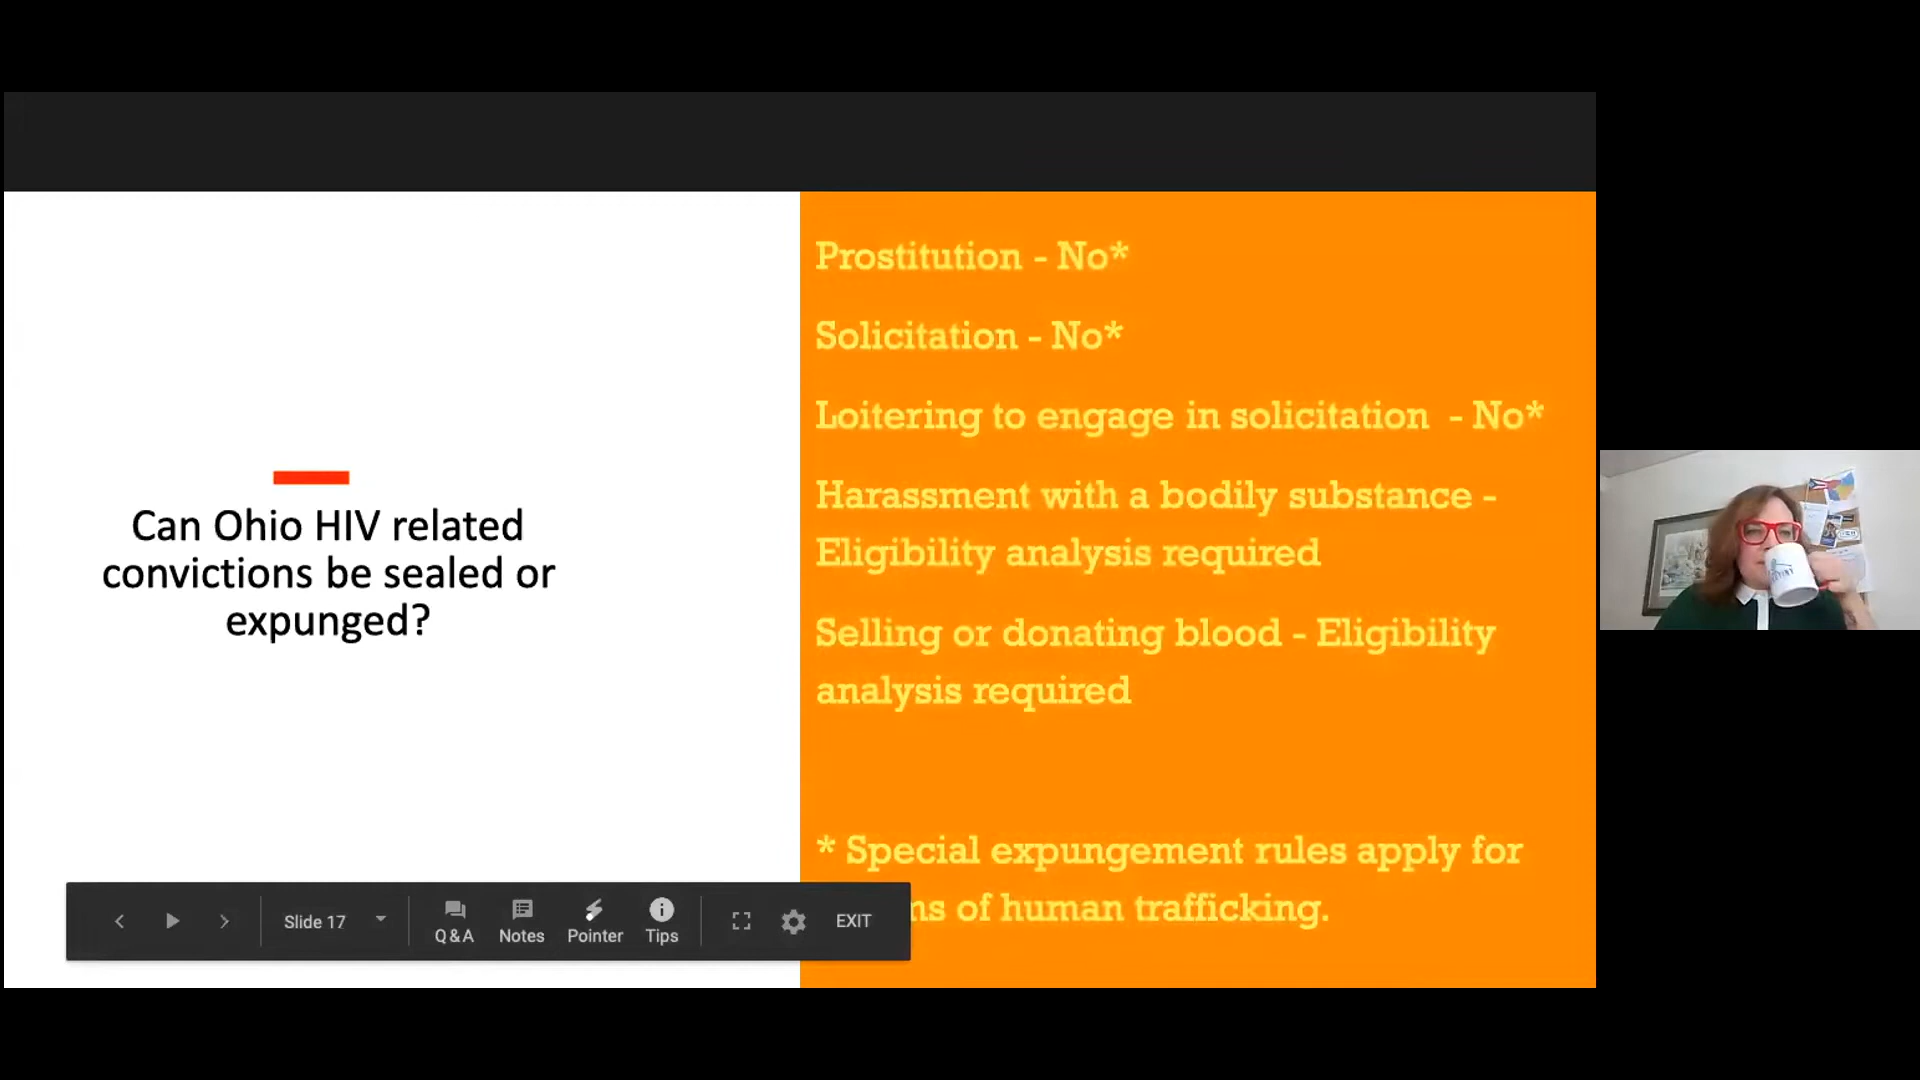 Can Ohio HIV related
convictions be sealed or
expunged?
Prostitution - No*
Solicitation - No*
Loitering to engage in solicitation - No*
Harassment with a bodily substance -
Eligibility analysis required
Selling or donating blood - Eligibility
analysis required
* Special expungement rules apply for
of human trafficking.
Slide 17
Q&A
Notes
Pointer
Tips
EXIT